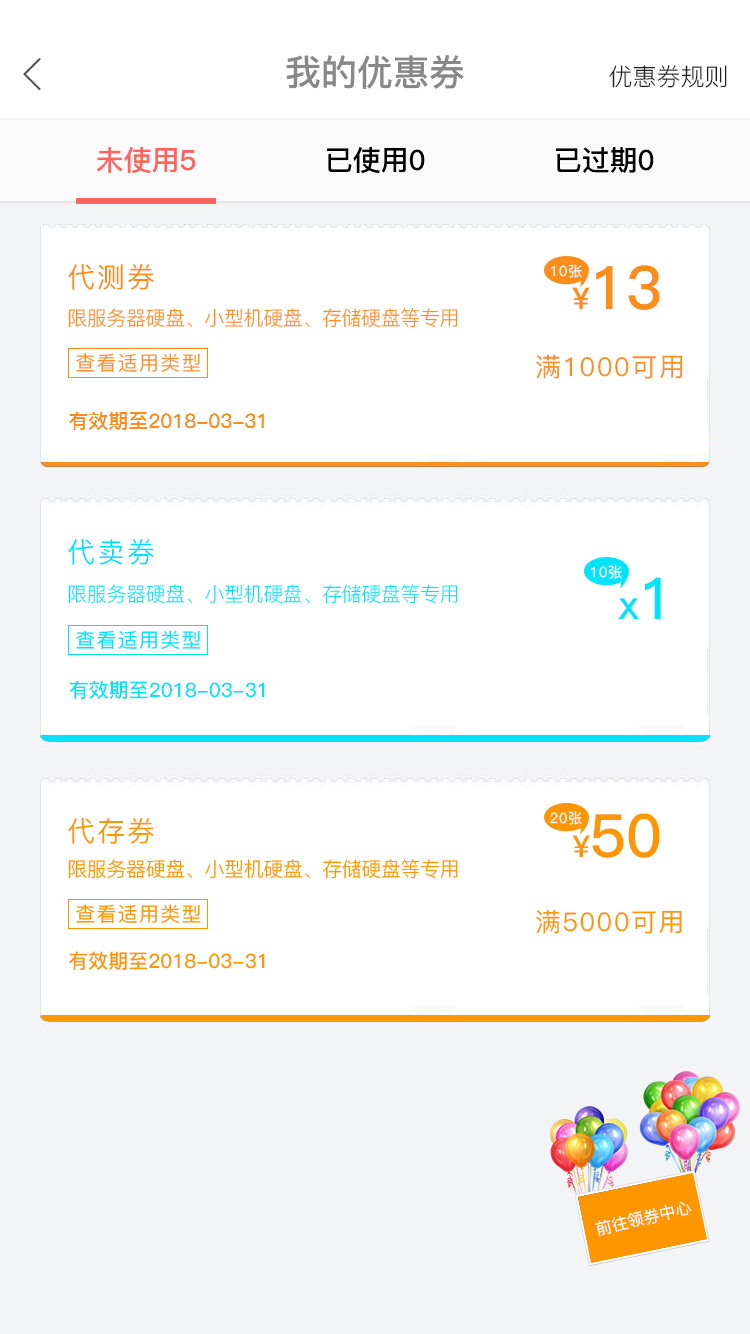 我的优惠券
优惠券规则
未使用5
已使用0
已过期0
代测券
限服务器硬盘、小型机硬盘、存储硬盘等专用
查看适用类型
有效期至2018-03-31
10张
¥13
满1000可用
代卖券
限服务器硬盘、小型机硬盘、存储硬盘等专用
查看适用类型
有效期至2018-03-31
10张
x1
代存券
限服务器硬盘、小型机硬盘、存储硬盘等专用
查看适用类型
有效期至2018-03-31
20张
¥50
满5000可用
前往领券中心